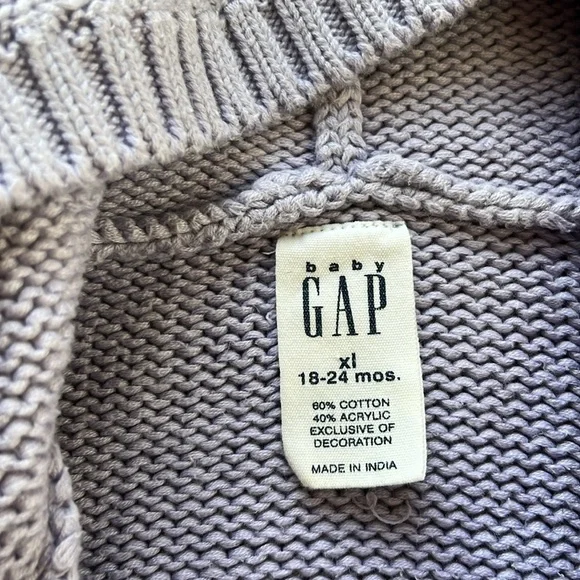 baby
GAP
xl
18-24 mos.
60% COTTON
40% ACRYLIC
EXCLUSIVE OF
DECORATION
MADE IN INDIA